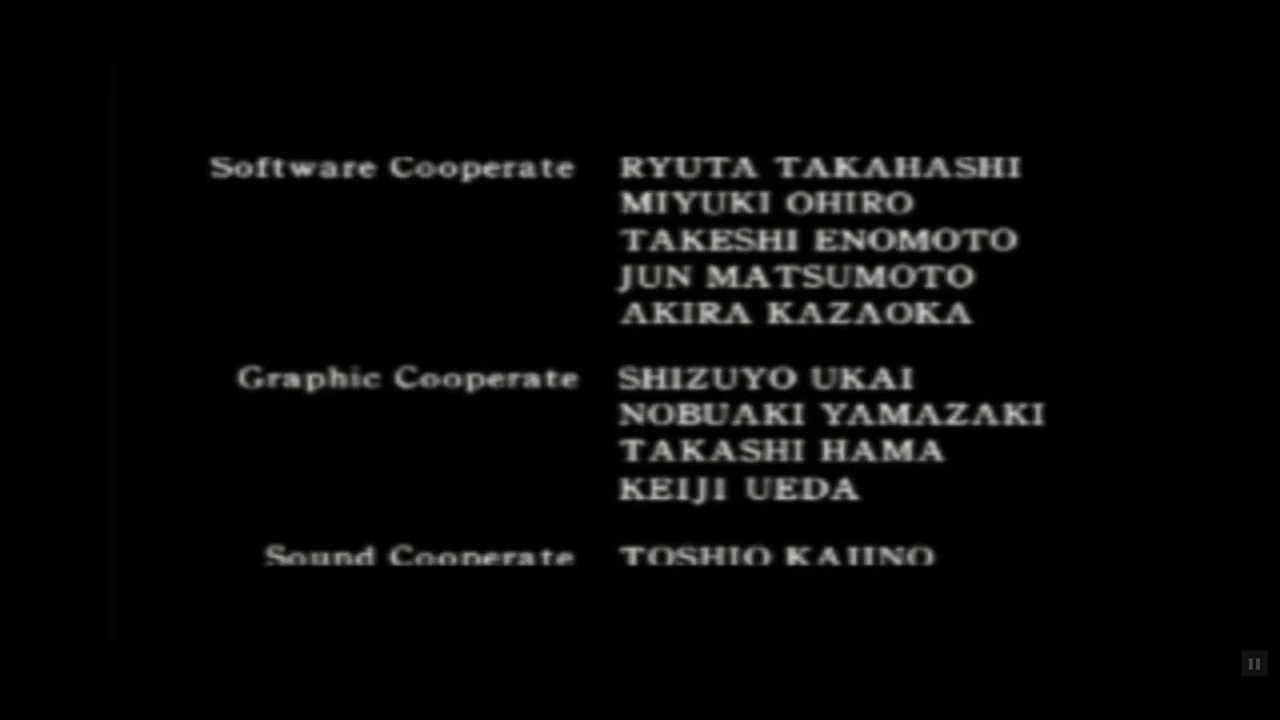 Software Cooperate RYUTA TAKAHASHI
MIYUKI OHIRO
TAKESHI ENOMOTO
JUN MATSUMOTO
AKIRA KAZAOKA
Graphic Cooperate SHIZUYO UKAI
NOBUAKI YAMAZAKI
TAKASHI HAMA
KEIJI UEDA
Sound Cooperate TOSHIO KAJINO